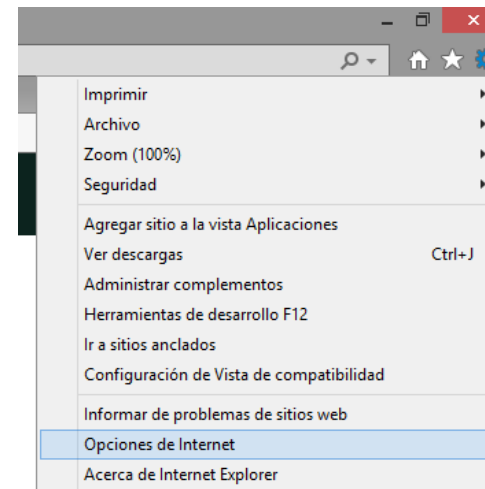 Imprimir
Archivo
Zoom (100%)
Seguridad
Agregar sitio a la vista Aplicaciones
Ver descargas Ctrl+J
Administrar complementos
Herramientas de desarrollo F12
Ir a sitios anclados
Configuración de Vista de compatibilidad
Informar de problemas de sitios web
Opciones de Internet
Acerca de Internet Explorer